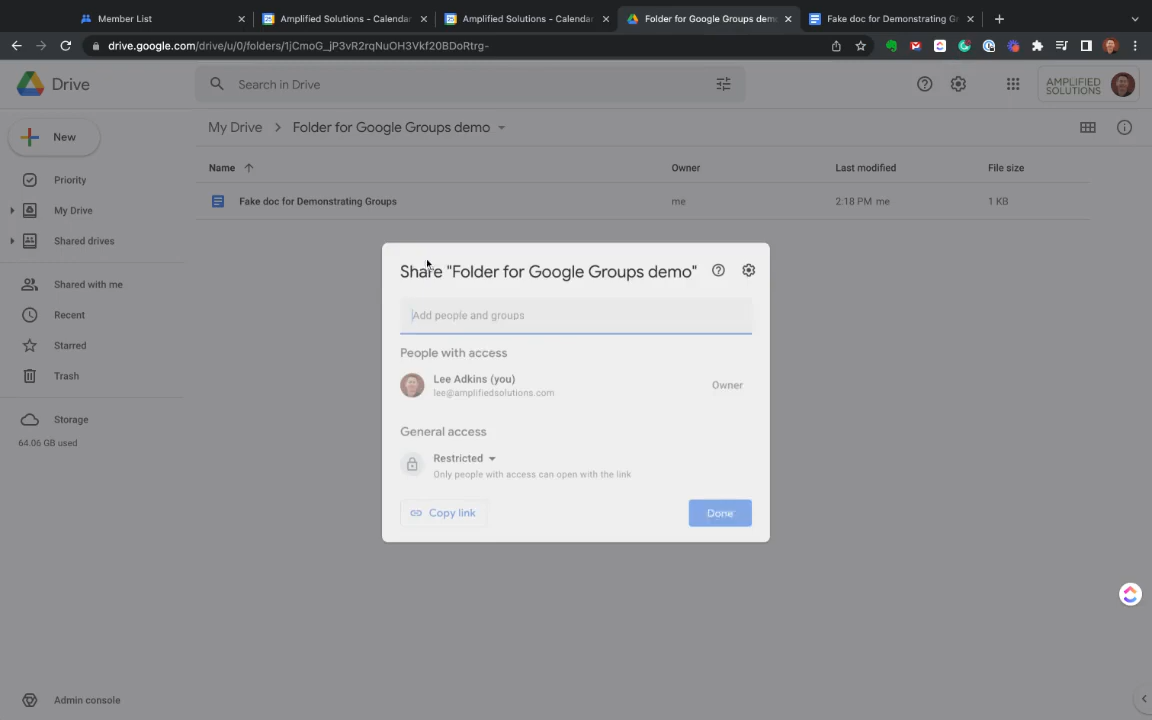 Member List
Amplified Solutions - Calendar
Amplified Solutions - Calendar
Folder for Google Groups dem
Fake doc for Demonstrating G
drive.google.com/drive/u/0/folders/1jCmoG_jP3vR2rqNuOH3Vkf20BDoRtrg-
Drive
Search in Drive
AMPLIFIED
SOLUTIONS
New
My Drive
Folder for Google Groups demo
Name
Owner
Last modified
File size
Priority
Fake doc for Demonstrating Groups
me
2:18 PM me
1 KB
My Drive
Shared drives
Shared with me
Recent
Starred
Trash
Storage
64.06 GB used
Share "Folder for Google Groups demo"
Add people and groups
People with access
Lee Adkins (you)
lee@amplifiedsolutions.com
Owner
General access
Restricted
Only people with access can open with the link
Copy link
Done
Admin console